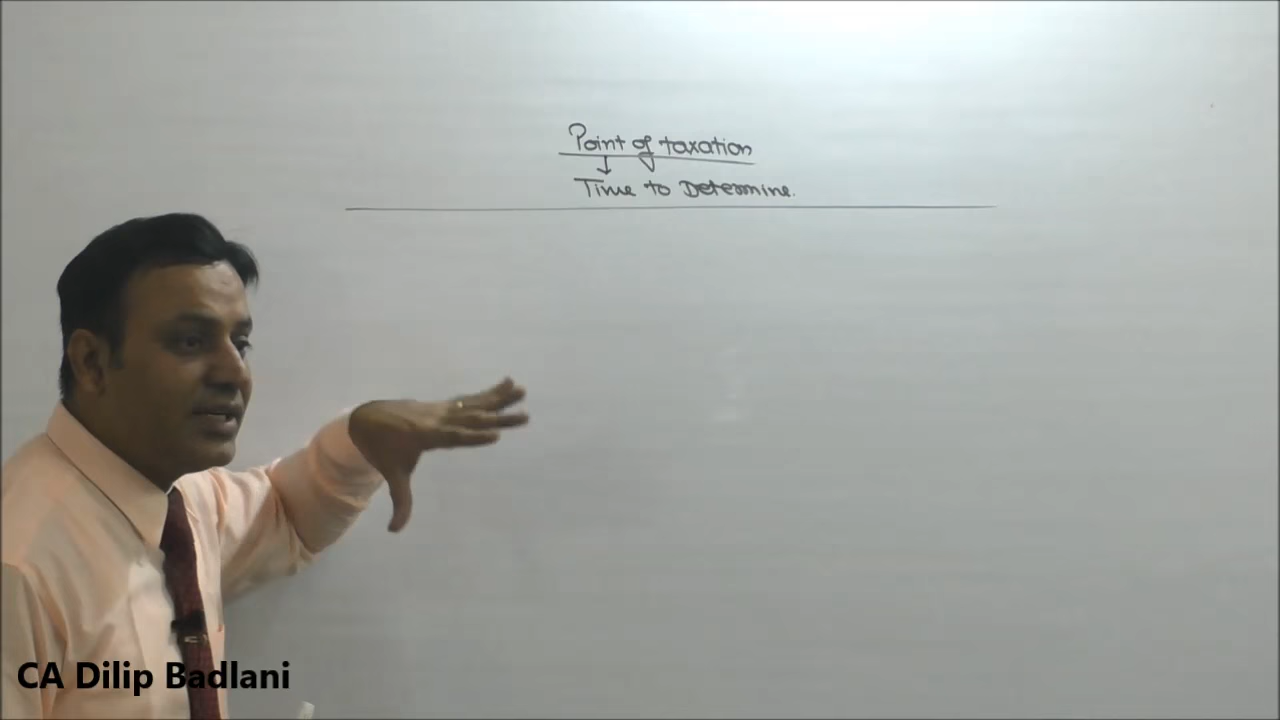 Point of taxation
Time to Determine.
CA Dilip Badlani